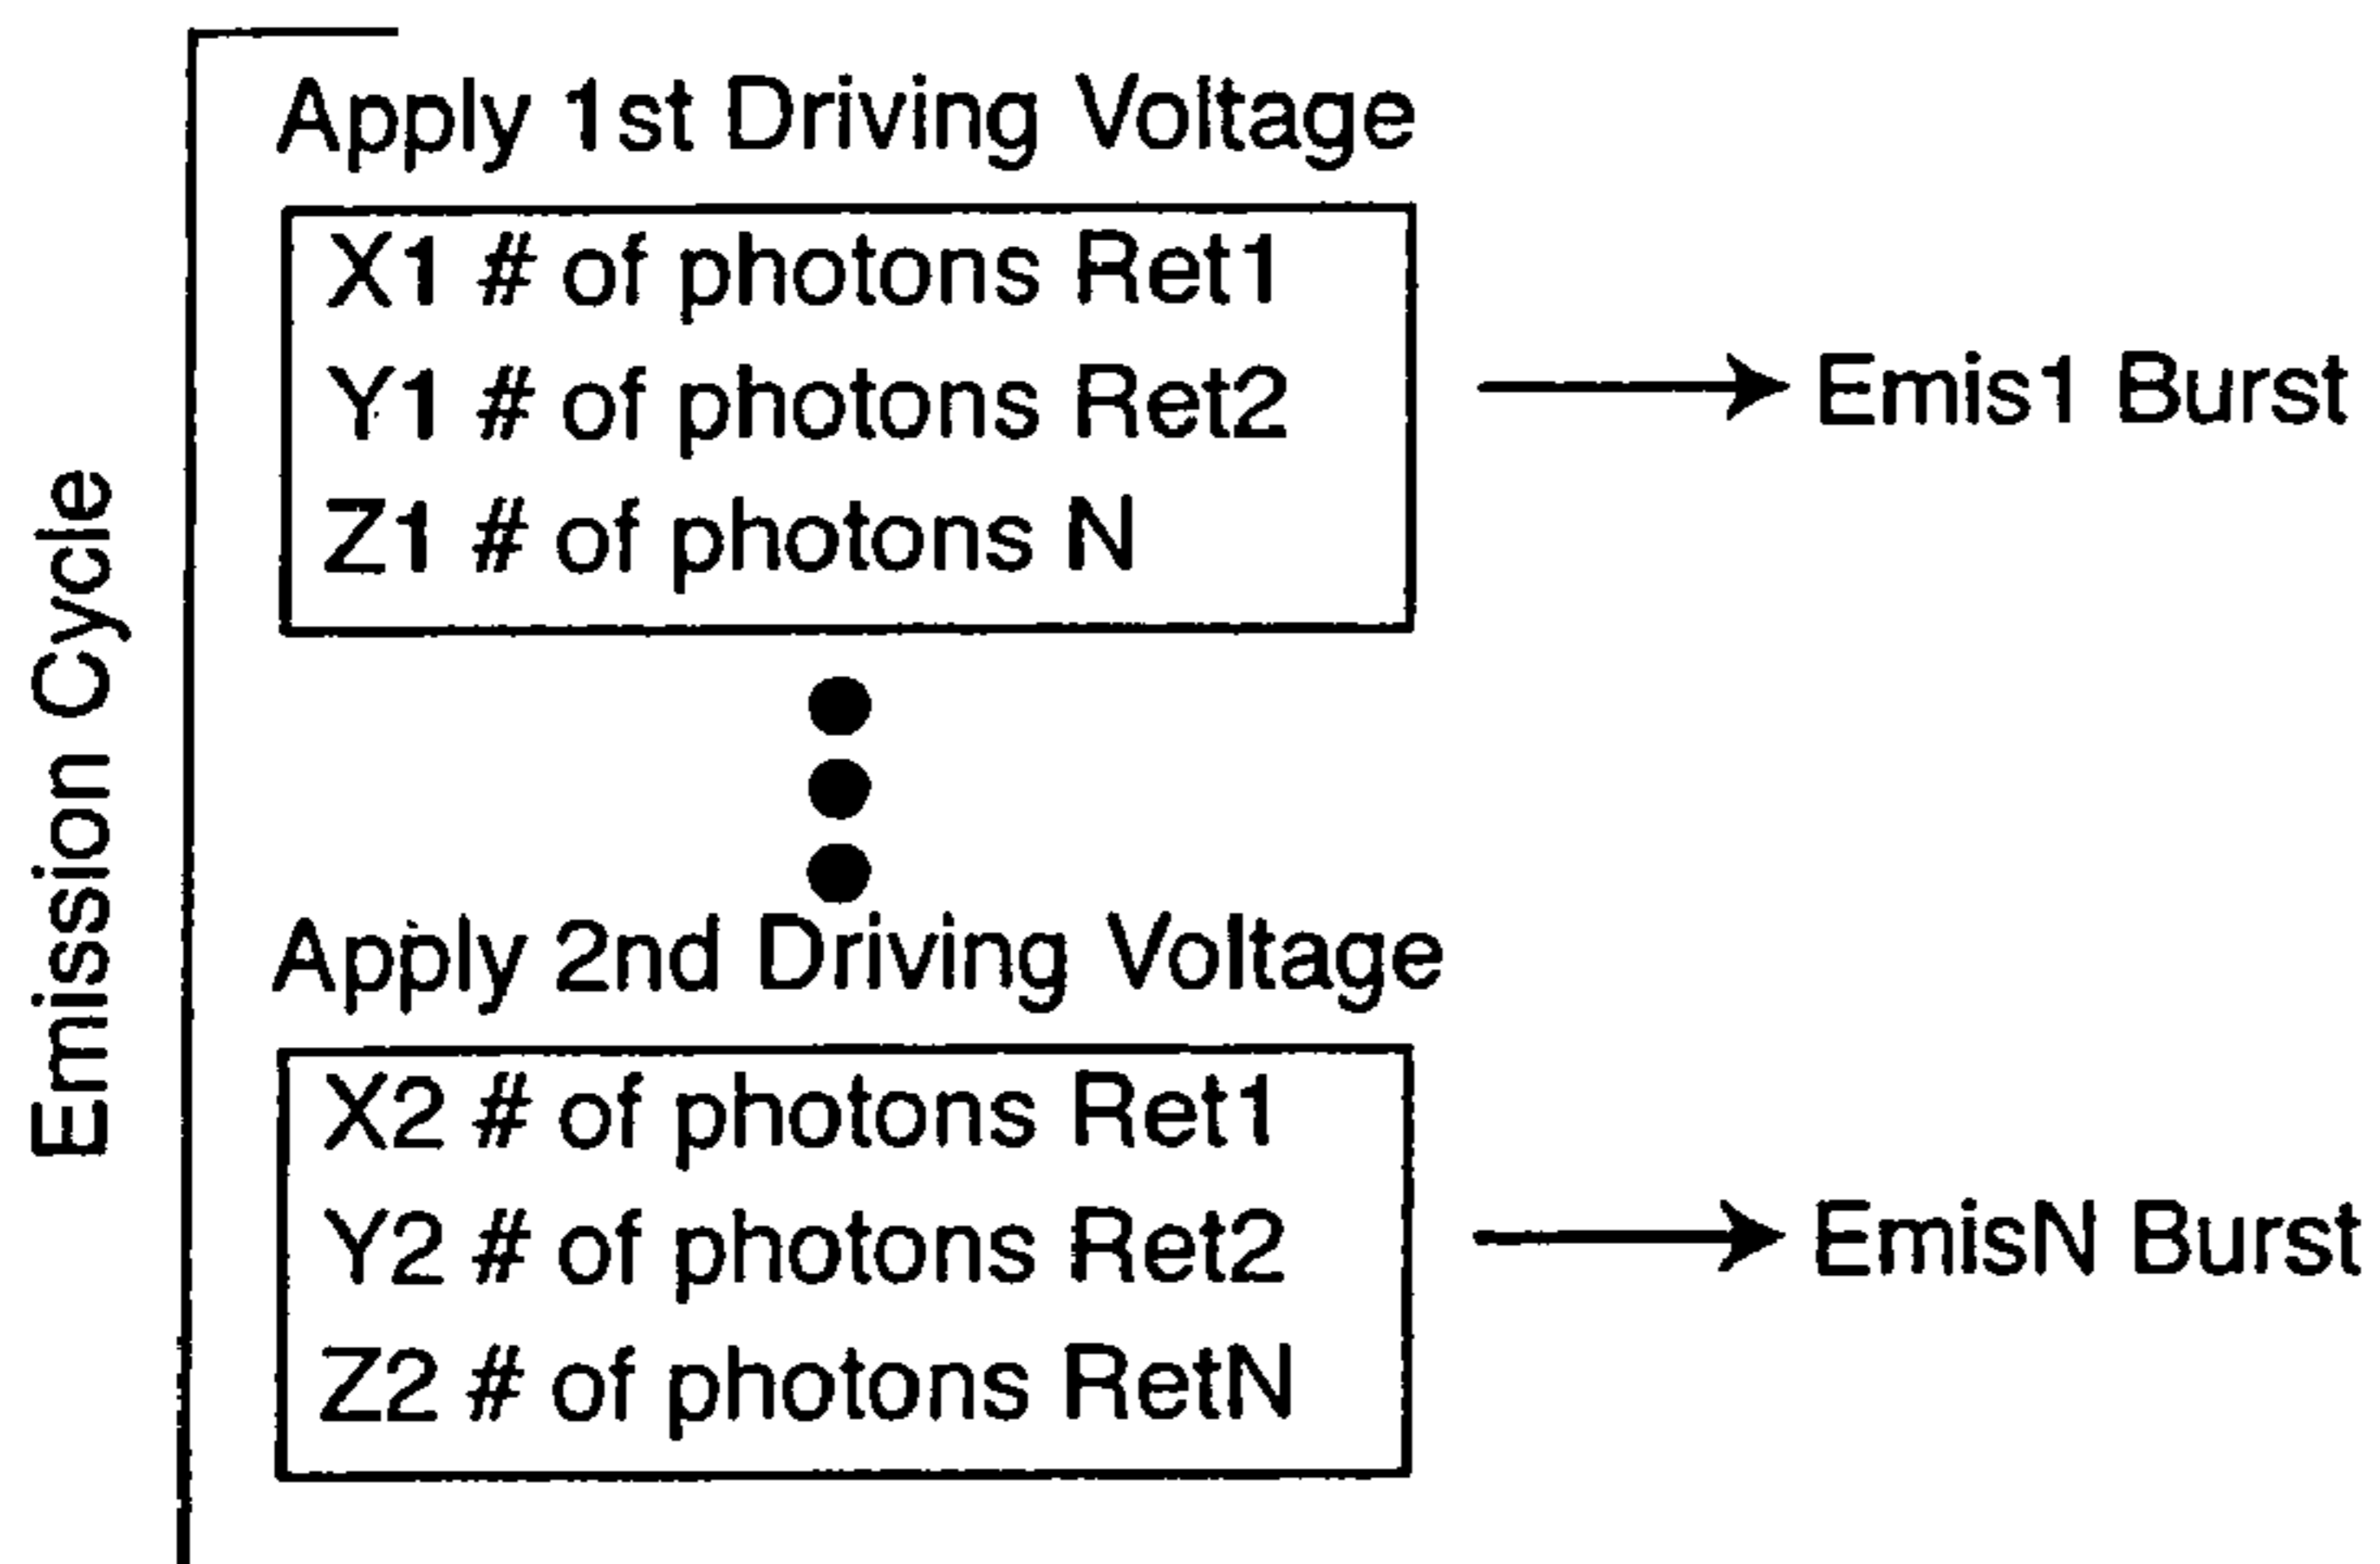 Emission Cycle
Apply 1st Driving Voltage
X1 # of photons Ret1
Y1 # of photons Ret2
Z1 # of photons N
Emis1 Burst
Apply 2nd Driving Voltage
X2 # of photons Ret1
Y2 # of photons Ret2
Z2 # of photons RetN
EmisN Burst